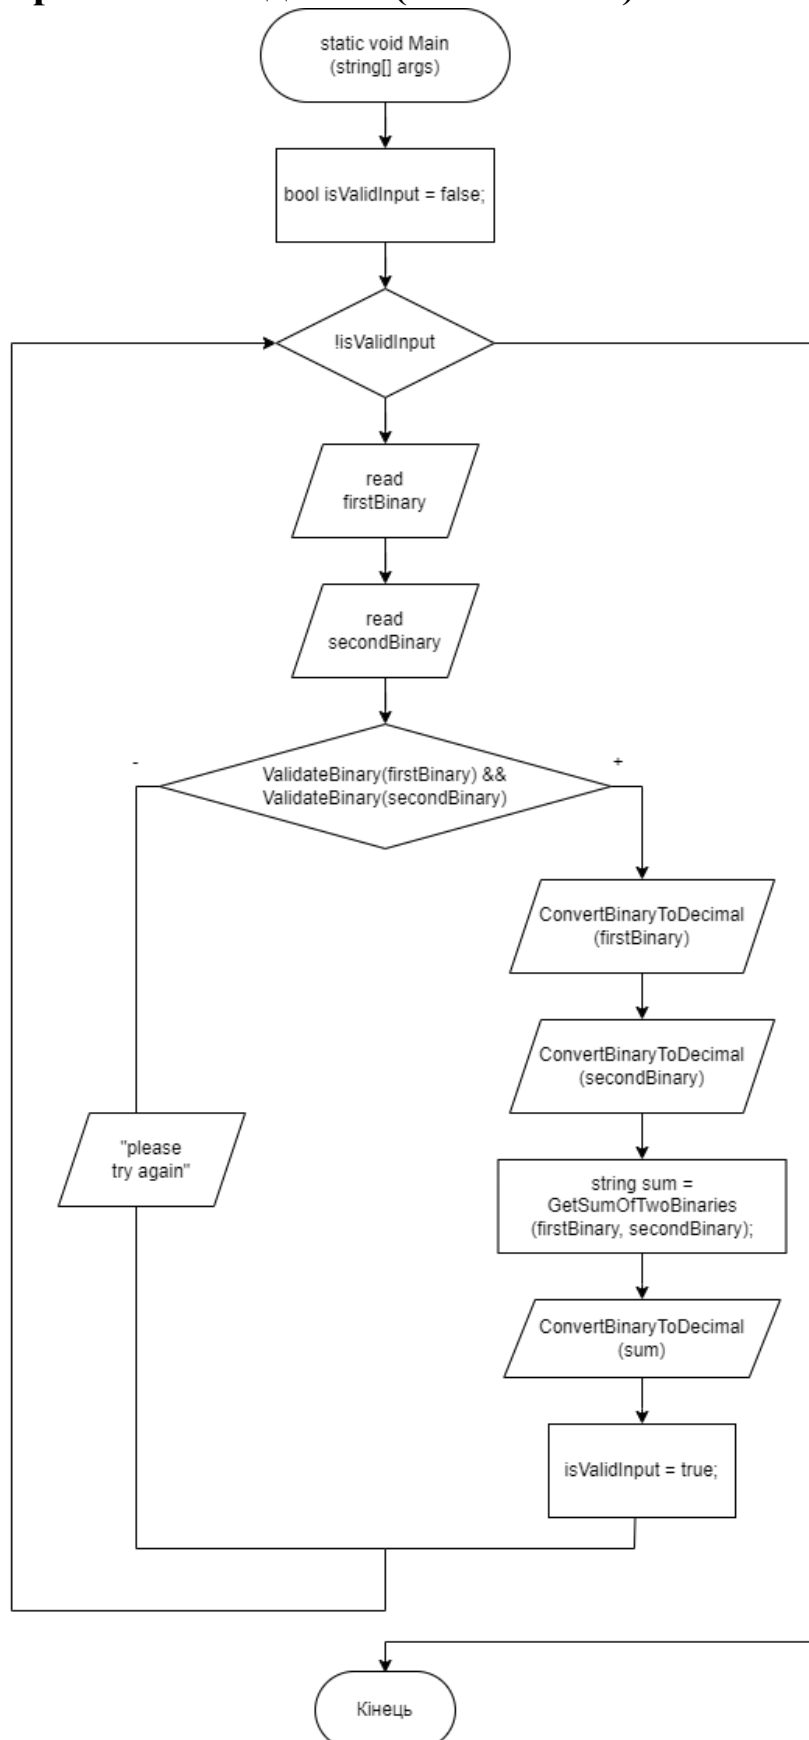 static void Main
(string[] args)
bool isValidInput = false;
!isValidInput
read
firstBinary
read
secondBinary
-
+
ValidateBinary(firstBinary) &&
ValidateBinary(secondBinary)
ConvertBinaryToDecimal
(firstBinary)
ConvertBinaryToDecimal
(secondBinary)
"please
try again"
string sum =
GetSumOfTwoBinaries
(firstBinary, secondBinary);
ConvertBinaryToDecimal
(sum)
isValidInput = true;
Кінець